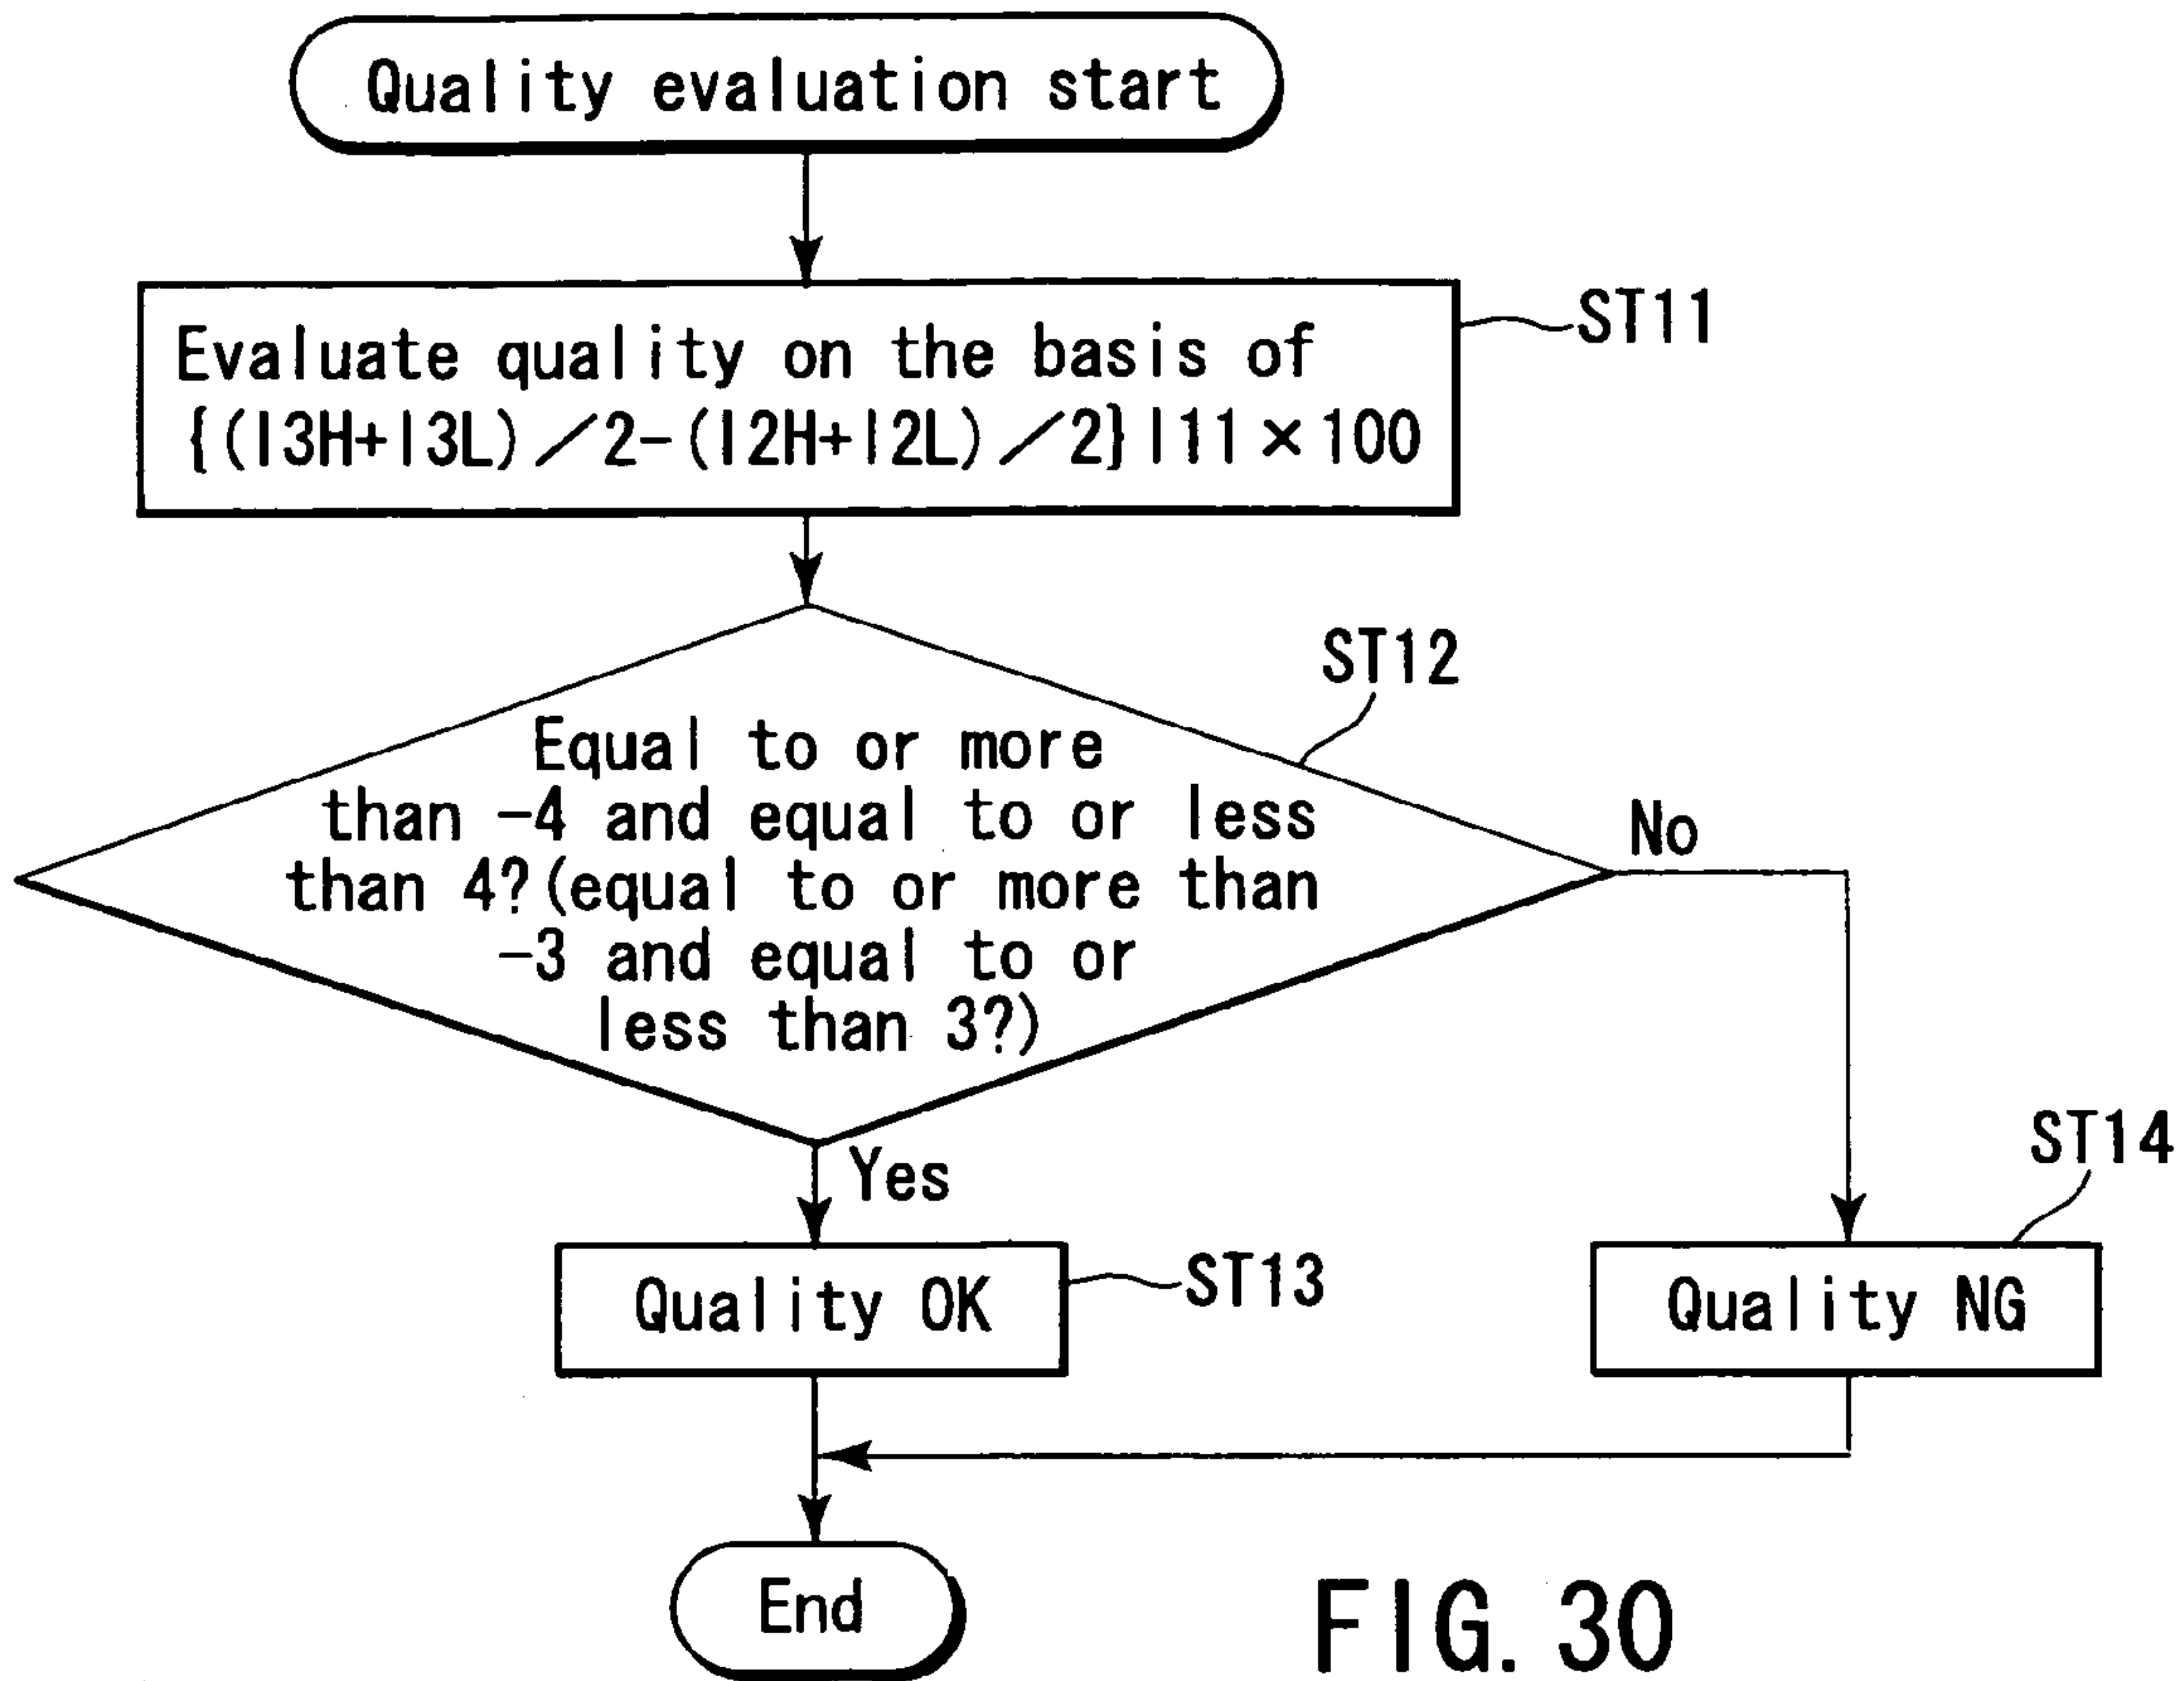 Quality evaluation start
ST11
Evaluate quality on the basis of
{(I3H+I3L)/2-(I2H+I2L)/2}I11×100
ST12
Equal to or more
than -4 and equal to or less
than 4?(equal to or more than
-3 and equal to or
less than 3?)
No
Yes
ST14
Quality OK
ST13
Quality NG
End
FIG. 30